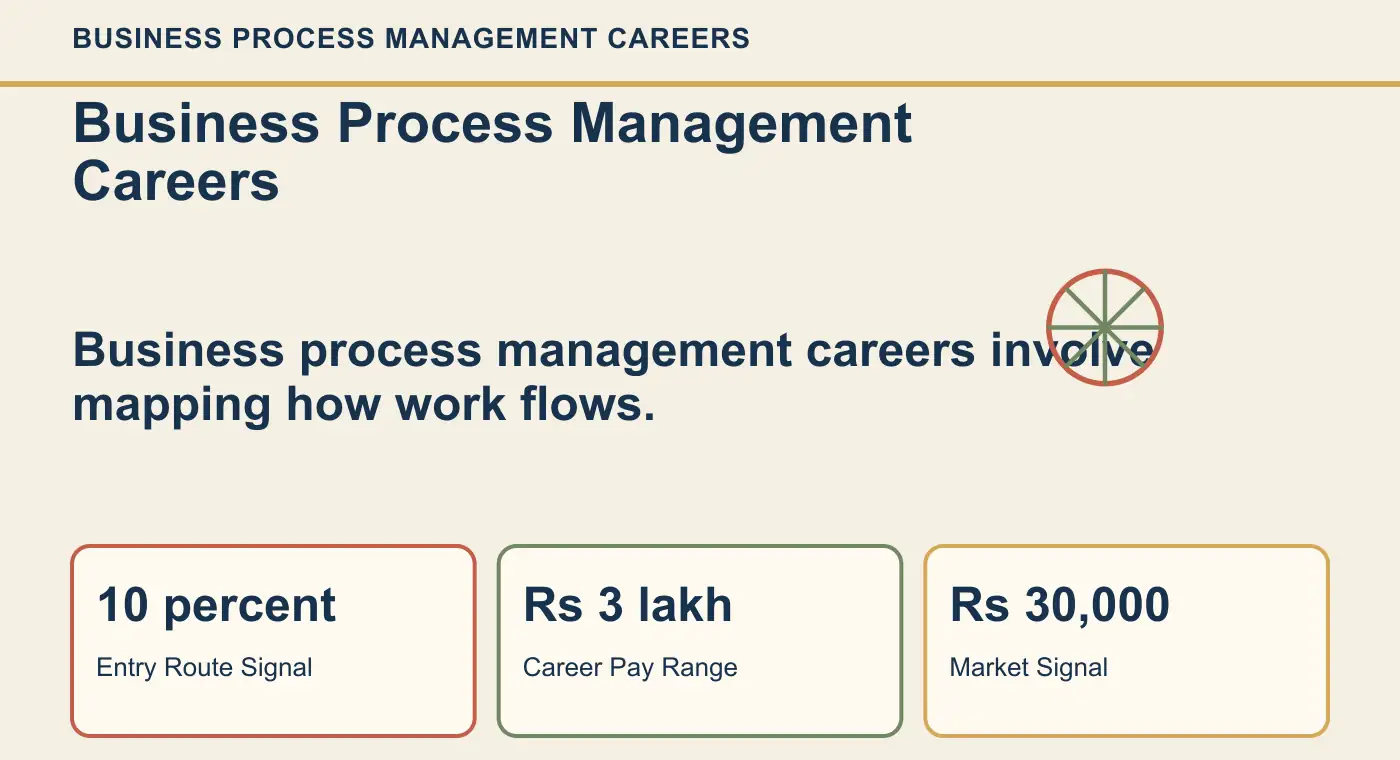 BUSINESS PROCESS MANAGEMENT CAREERS
Business Process Management
Careers
Business process management careers involve
mapping how work flows.
10 percent
Entry Route Signal
Rs 3 lakh
Career Pay Range
Rs 30,000
Market Signal